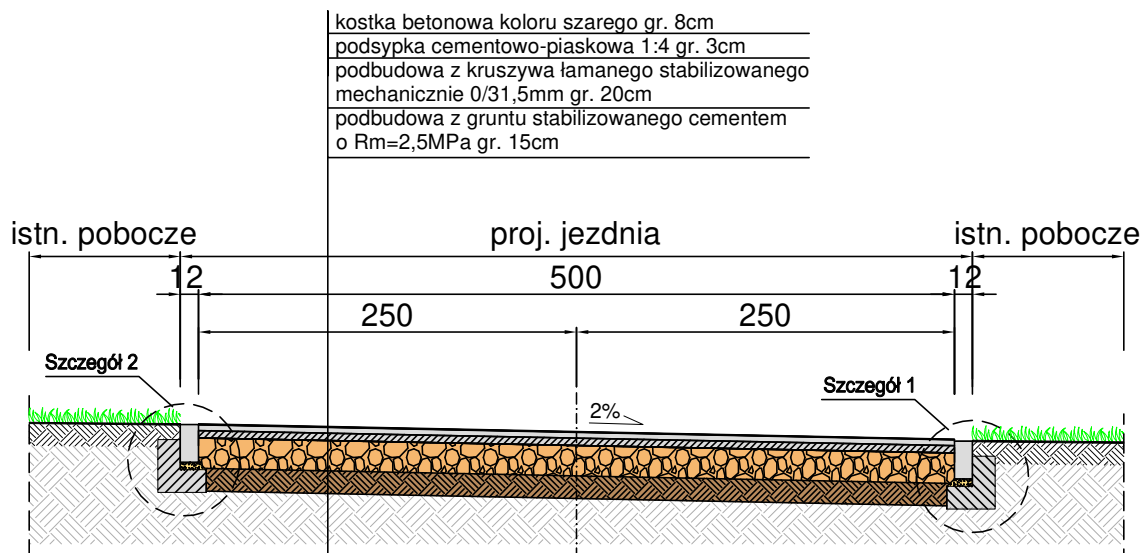 kostka betonowa koloru szarego gr. 8cm
podsypka cementowo-piaskowa 1:4 gr. 3cm
podbudowa z kruszywa łamanego stabilizowanego
mechanicznie 0/31,5mm gr. 20cm
podbudowa z gruntu stabilizowanego cementem
o Rm=2,5MPa gr. 15cm
istn. pobocze
proj. jezdnia
istn. pobocze
12
500
12
250
250
Szczegół 2
Szczegół 1
2%